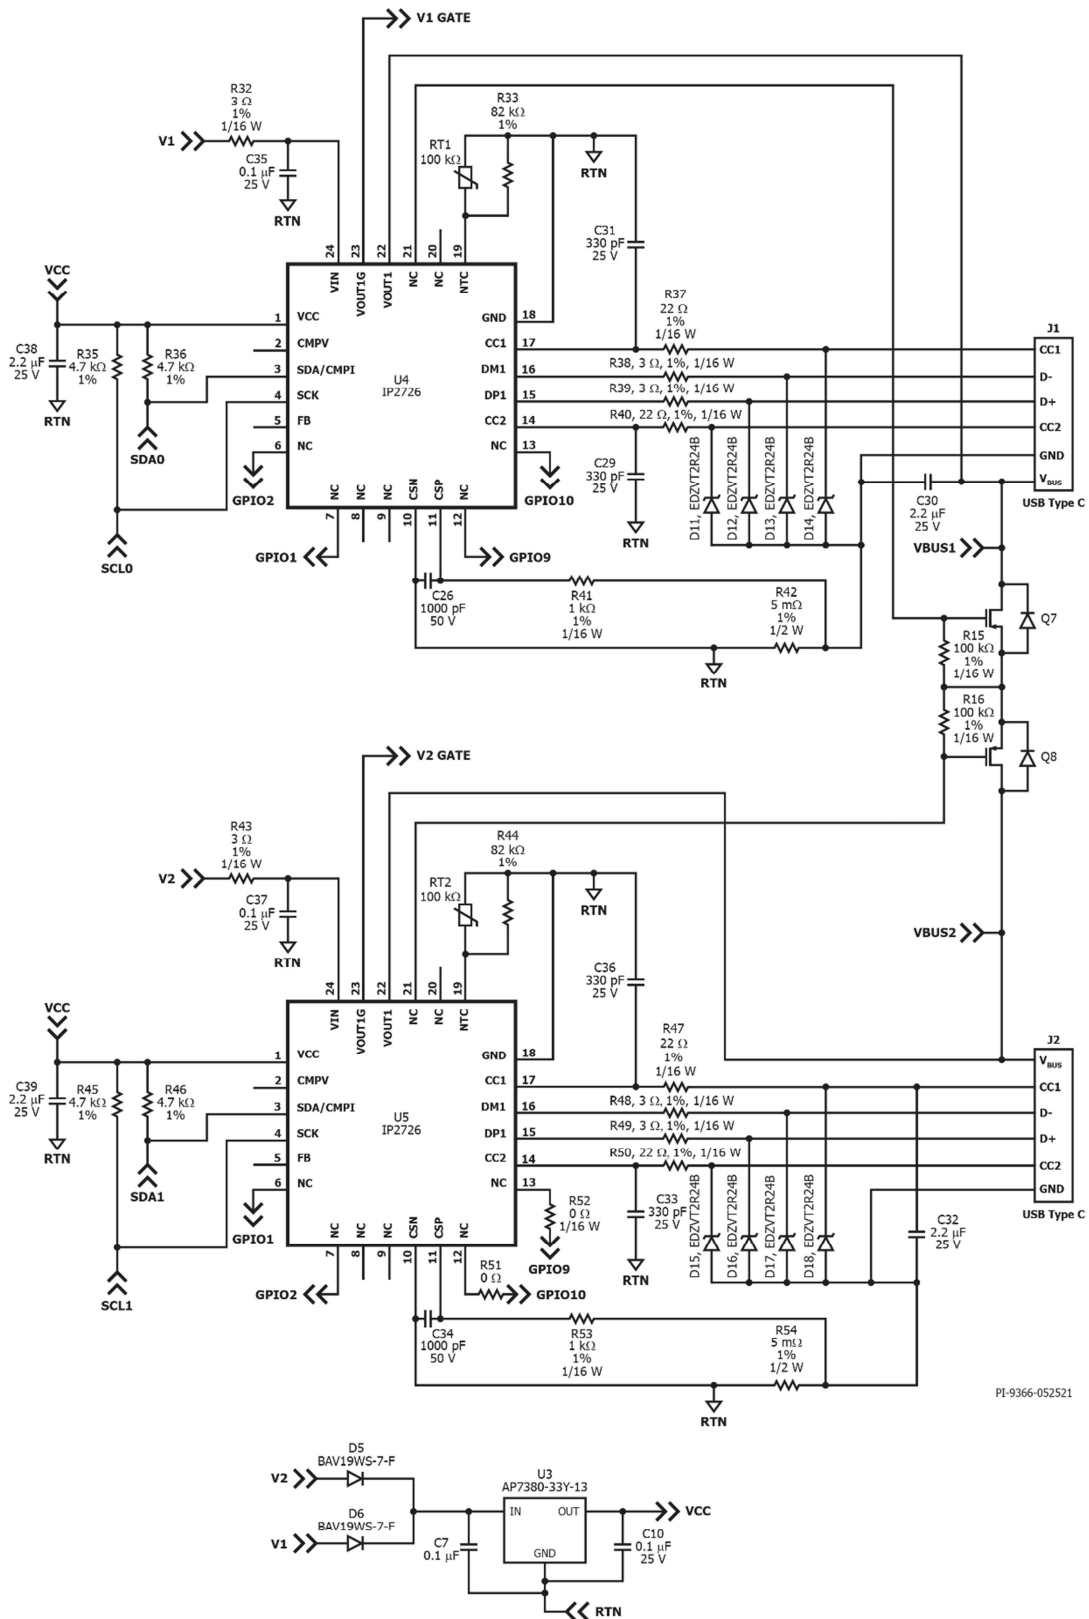 V1 GATE
R32
3 Ω
1%
1/16 W
V1
C35
0.1 μF
25 V
RTN
R33
82 kΩ
1%
RT1
100 kΩ
RTN
C31
330 pF
25 V
24
23
22
21
20
19
VIN
VOUT1G
VOUT1
NC
NC
NTC
VCC
C38
2.2 μF
25 V
RTN
R35
4.7 kΩ
1%
R36
4.7 kΩ
1%
SDA0
SCL0
1
VCC
2
CMPV
3
SDA/CMPI
4
SCK
5
FB
6
NC
GPIO2
U4
IP2726
GND
18
CC1
17
DM1
16
DP1
15
CC2
14
NC
13
GPIO10
NC
NC
NC
CSN
CSP
NC
7
8
9
10
11
12
GPIO1
GPIO9
R37
22 Ω
1%
1/16 W
R38, 3 Ω, 1%, 1/16 W
R39, 3 Ω, 1%, 1/16 W
R40, 22 Ω, 1%, 1/16 W
C29
330 pF
25 V
RTN
D11, EDZVT2R24B
D12, EDZVT2R24B
D13, EDZVT2R24B
D14, EDZVT2R24B
J1
CC1
D-
D+
CC2
GND
VBUS
USB Type C
C30
2.2 μF
25 V
VBUS1
C26
1000 pF
50 V
R41
1 kΩ
1%
1/16 W
R42
5 mΩ
1%
1/2 W
RTN
Q7
R15
100 kΩ
1%
1/16 W
R16
100 kΩ
1%
1/16 W
Q8
V2 GATE
R43
3 Ω
1%
1/16 W
V2
C37
0.1 μF
25 V
RTN
R44
82 kΩ
1%
RT2
100 kΩ
RTN
C36
330 pF
25 V
VBUS2
24
23
22
21
20
19
VIN
VOUT1G
VOUT1
NC
NC
NTC
VCC
C39
2.2 μF
25 V
RTN
R45
4.7 kΩ
1%
R46
4.7 kΩ
1%
SDA1
SCL1
1
VCC
2
CMPV
3
SDA/CMPI
4
SCK
5
FB
6
NC
GPIO1
U5
IP2726
GND
18
CC1
17
DM1
16
DP1
15
CC2
14
NC
13
R52
0 Ω
1/16 W
GPIO9
NC
NC
NC
CSN
CSP
NC
7
8
9
10
11
12
GPIO2
R51
0 Ω
GPIO10
R47
22 Ω
1%
1/16 W
R48, 3 Ω, 1%, 1/16 W
R49, 3 Ω, 1%, 1/16 W
R50, 22 Ω, 1%, 1/16 W
C33
330 pF
25 V
RTN
D15, EDZVT2R24B
D16, EDZVT2R24B
D17, EDZVT2R24B
D18, EDZVT2R24B
J2
VBUS
CC1
D-
D+
CC2
GND
USB Type C
C32
2.2 μF
25 V
C34
1000 pF
50 V
R53
1 kΩ
1%
1/16 W
R54
5 mΩ
1%
1/2 W
RTN
PI-9366-052521
D5
BAV19WS-7-F
V2
D6
BAV19WS-7-F
V1
U3
AP7380-33Y-13
IN
OUT
GND
C7
0.1 μF
C10
0.1 μF
25 V
VCC
RTN